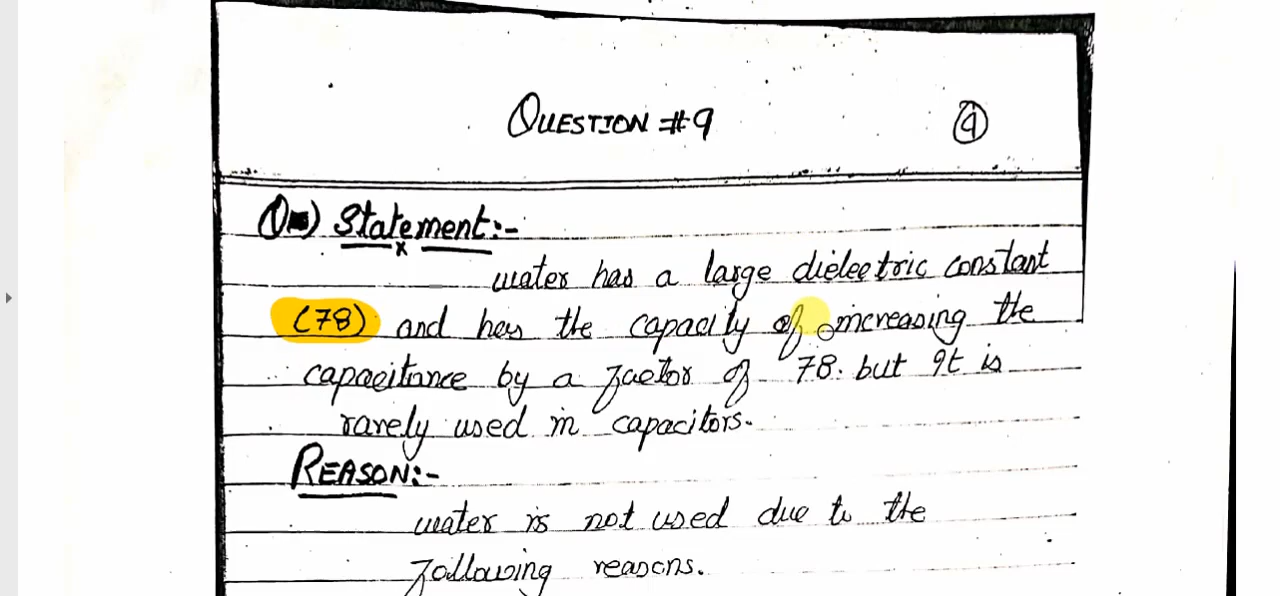 QUESTION #9
9
Statement:-
water has a large dielectric constant
(78) and has the capacity of increasing the
capacitance by a factor of 78. but It is
rarely used in capacitors.
REASON:-
water is not used due to the
following reasons.